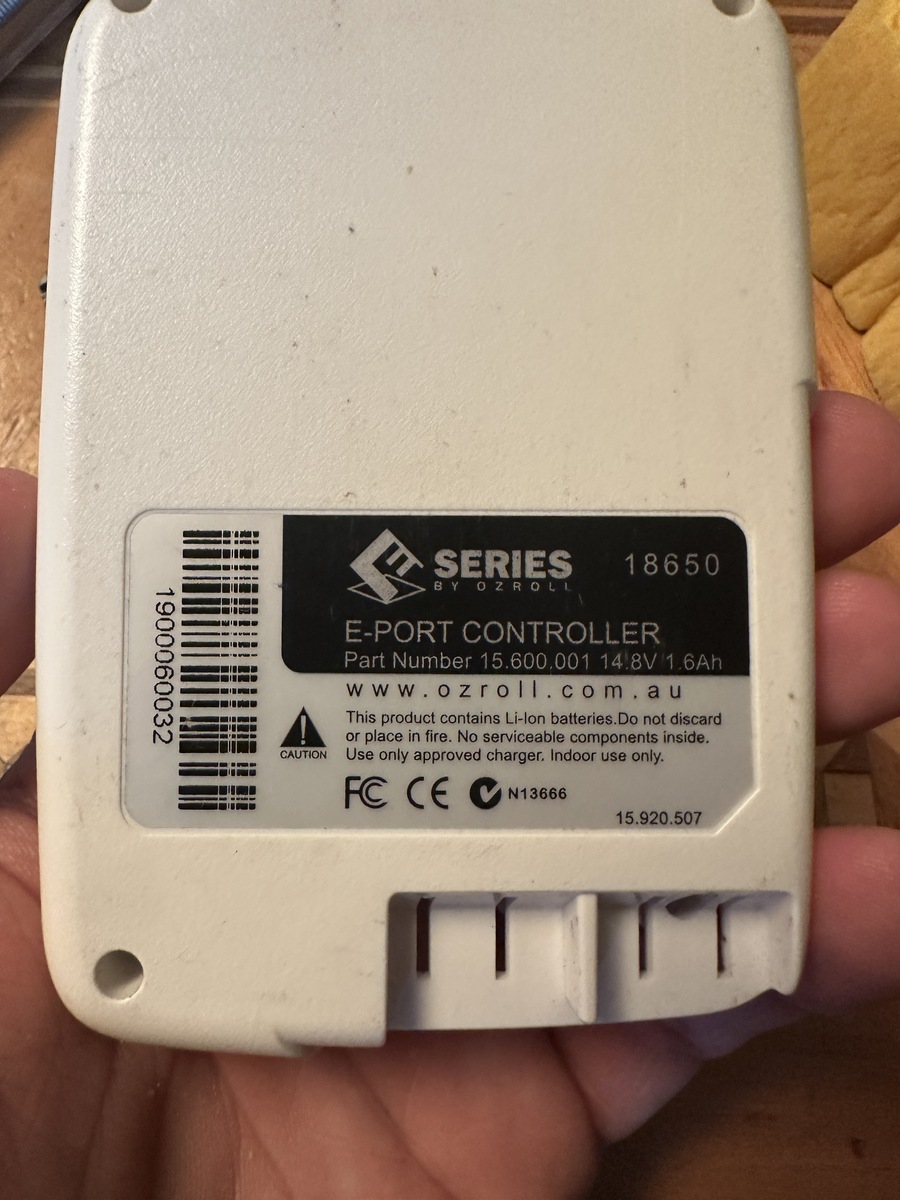 SERIES
BY OZROLL
18650
E-PORT CONTROLLER
Part Number 15.600.001 14.8V 1.6Ah
www.ozroll.com.au
This product contains Li-Ion batteries.Do not discard
or place in fire. No serviceable components inside.
Use only approved charger. Indoor use only.
CAUTION
FC CE N13666
15.920.507
1900060032